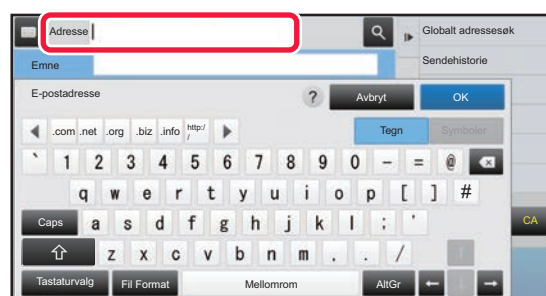 Adresse
Globalt adressesøk
Emne
Sendehistorie
E-postadresse ? Avbryt OK
.com .net .org .biz .info http:// Tegn Symboler
` 1 2 3 4 5 6 7 8 9 0 - = @
q w e r t y u i o p [ ] #
Caps a s d f g h j k l ; '
CA
z x c v b n m , . /
Tastaturvalg Fil Format Mellomrom AltGr